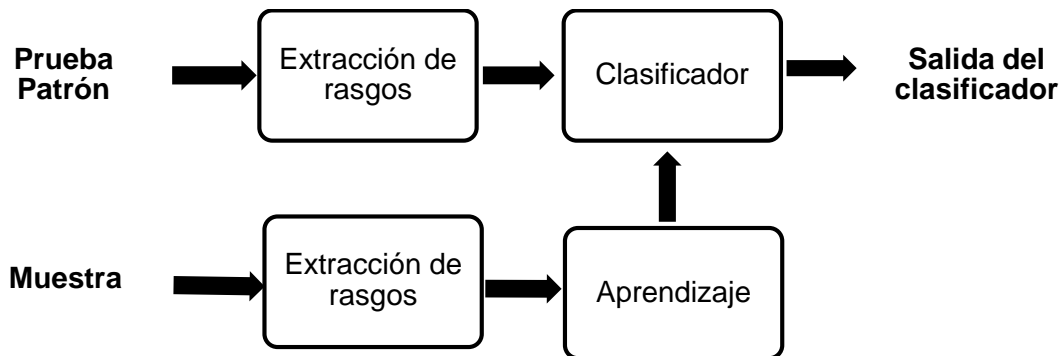 Prueba
Patrón
Extracción de
rasgos
Clasificador
Salida del
clasificador
Muestra
Extracción de
rasgos
Aprendizaje